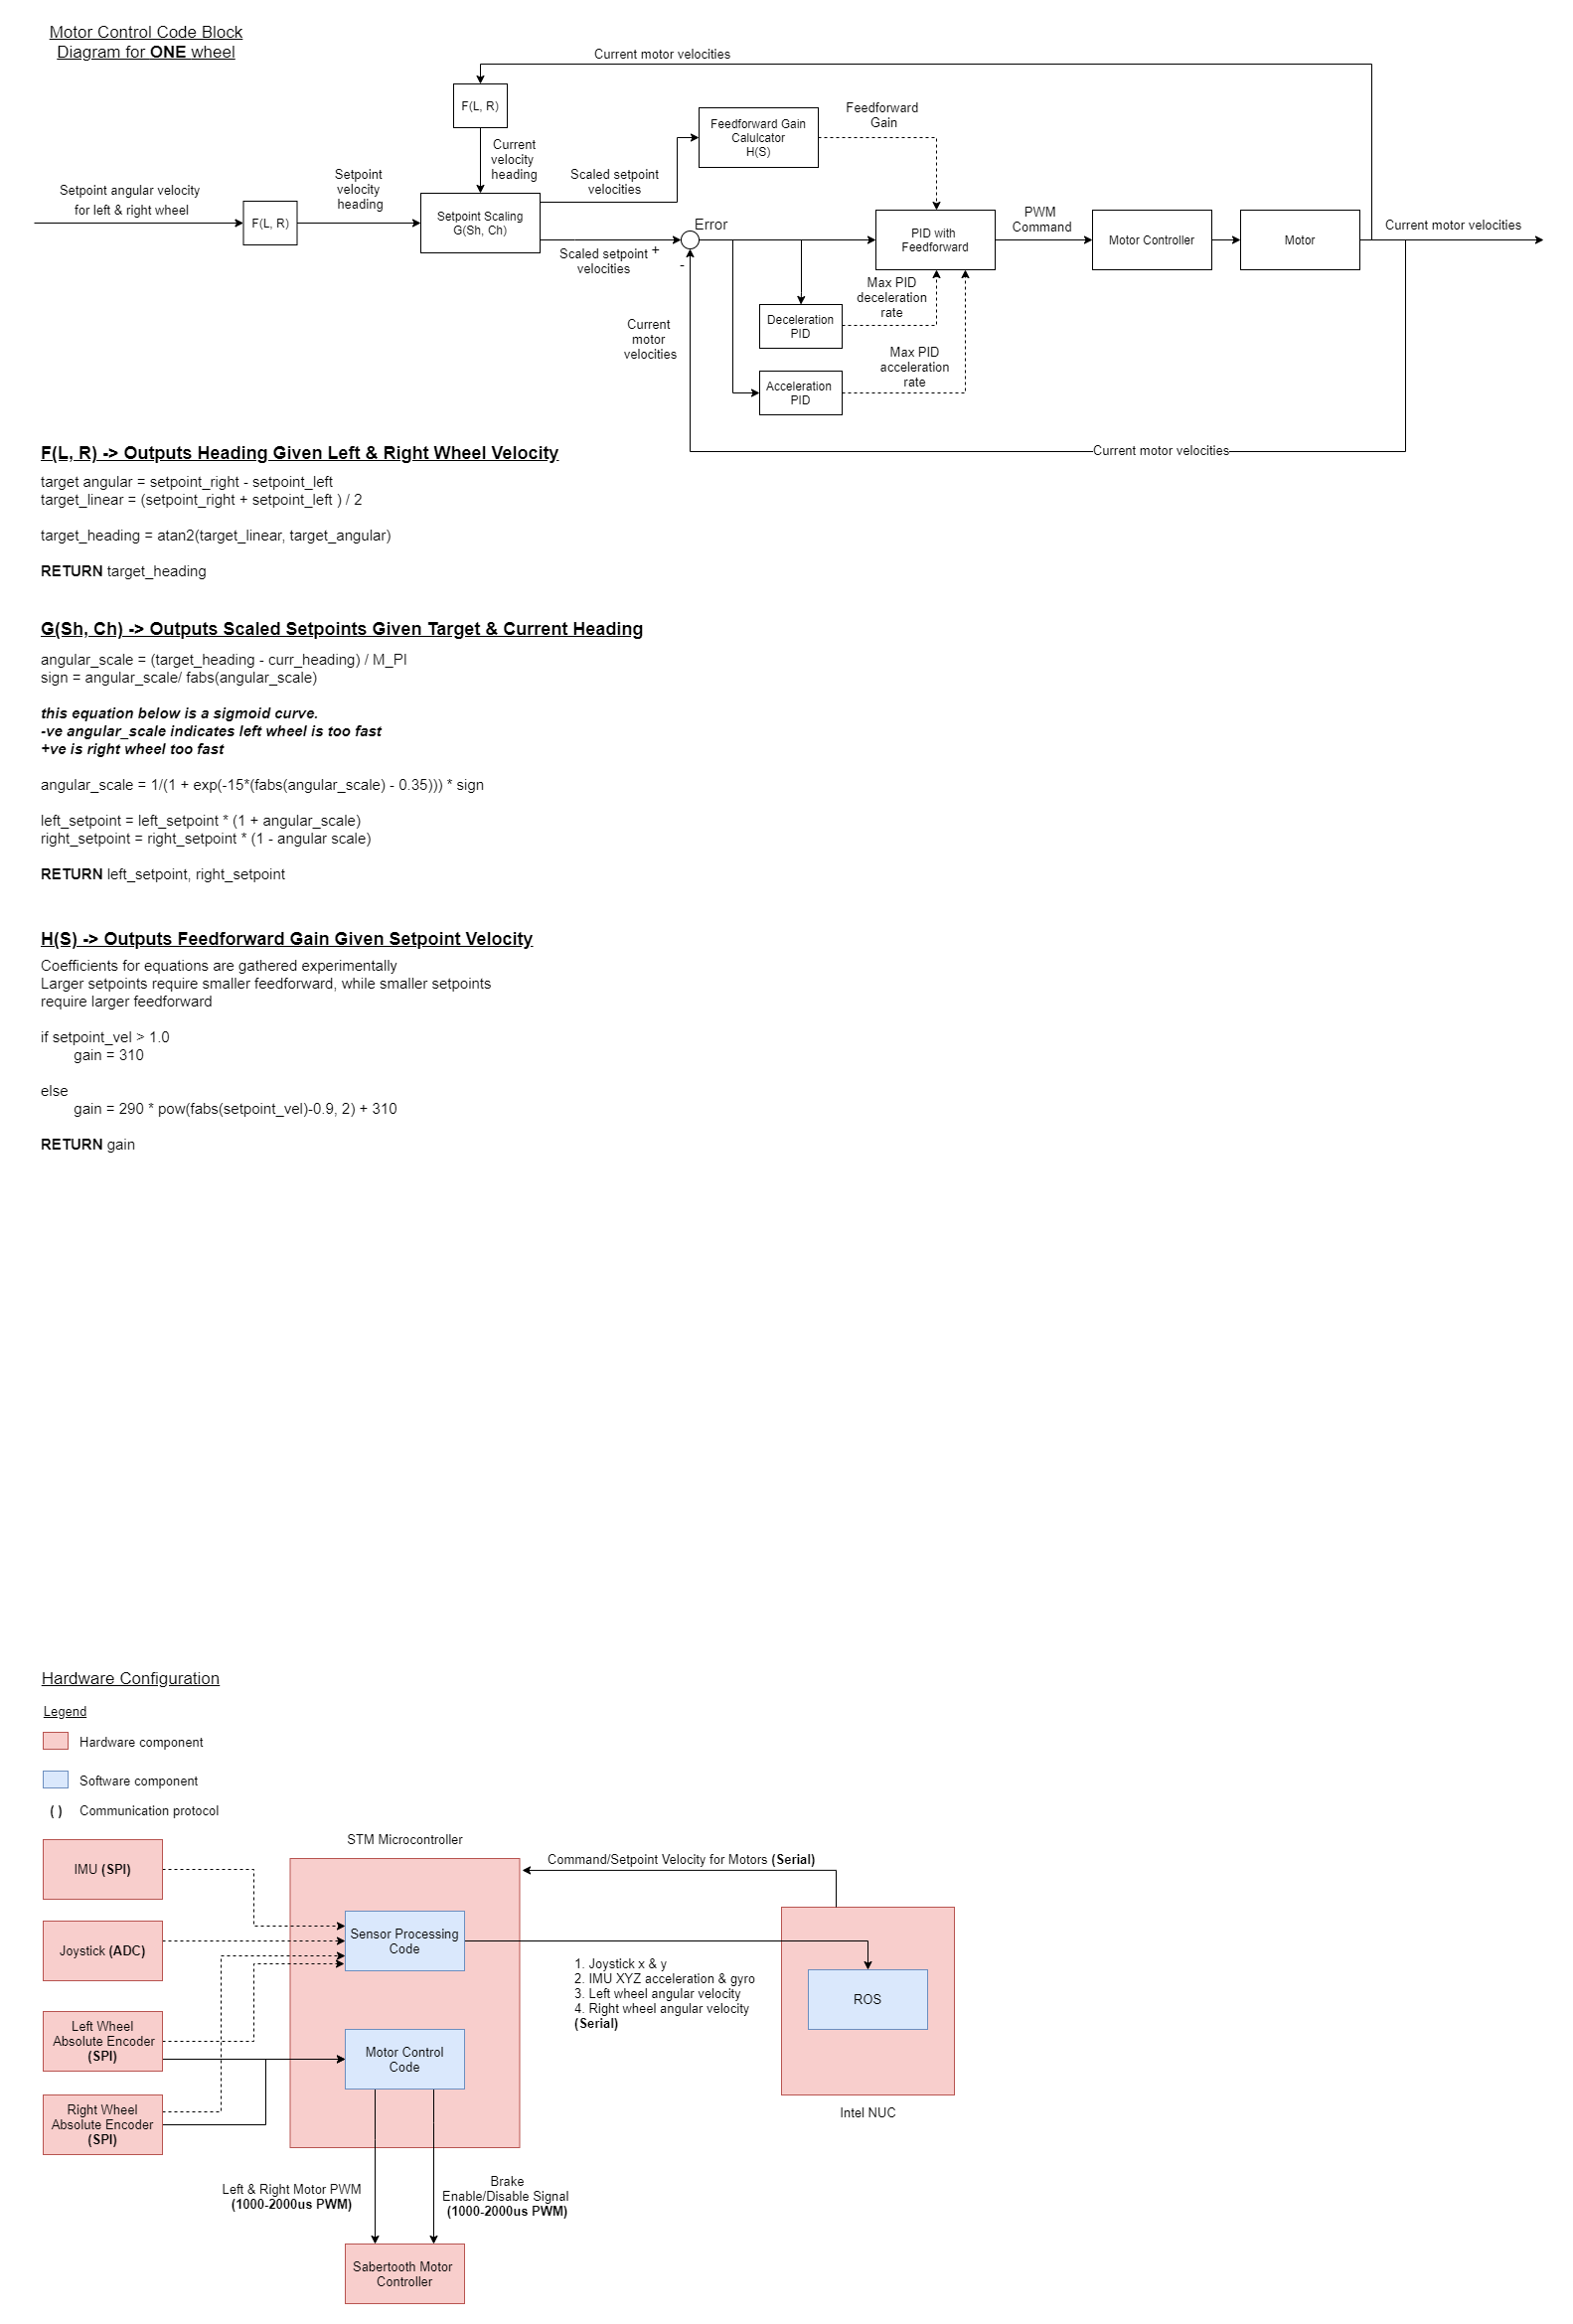 Motor Control Code Block
Diagram for ONE wheel
Current motor velocities
F(L, R)
Current
velocity
heading
Setpoint angular velocity
for left & right wheel
F(L, R)
Setpoint
velocity
heading
Setpoint Scaling
G(Sh, Ch)
Scaled setpoint
velocities
Feedforward Gain
Calulcator
H(S)
Feedforward
Gain
Scaled setpoint
velocities
+
-
Error
PID with
Feedforward
PWM
Command
Motor Controller
Motor
Current motor velocities
Deceleration
PID
Max PID
deceleration
rate
Acceleration
PID
Max PID
acceleration
rate
Current
motor
velocities
Current motor velocities
F(L, R) -> Outputs Heading Given Left & Right Wheel Velocity
target angular = setpoint_right - setpoint_left
target_linear = (setpoint_right + setpoint_left ) / 2
target_heading = atan2(target_linear, target_angular)
RETURN target_heading
G(Sh, Ch) -> Outputs Scaled Setpoints Given Target & Current Heading
angular_scale = (target_heading - curr_heading) / M_PI
sign = angular_scale/ fabs(angular_scale)
this equation below is a sigmoid curve.
-ve angular_scale indicates left wheel is too fast
+ve is right wheel too fast
angular_scale = 1/(1 + exp(-15*(fabs(angular_scale) - 0.35))) * sign
left_setpoint = left_setpoint * (1 + angular_scale)
right_setpoint = right_setpoint * (1 - angular scale)
RETURN left_setpoint, right_setpoint
H(S) -> Outputs Feedforward Gain Given Setpoint Velocity
Coefficients for equations are gathered experimentally
Larger setpoints require smaller feedforward, while smaller setpoints
require larger feedforward
if setpoint_vel > 1.0
gain = 310
else
gain = 290 * pow(fabs(setpoint_vel)-0.9, 2) + 310
RETURN gain
Hardware Configuration
Legend
Hardware component
Software component
( ) Communication protocol
IMU (SPI)
Joystick (ADC)
Left Wheel
Absolute Encoder
(SPI)
Right Wheel
Absolute Encoder
(SPI)
STM Microcontroller
Sensor Processing
Code
Motor Control
Code
Command/Setpoint Velocity for Motors (Serial)
1. Joystick x & y
2. IMU XYZ acceleration & gyro
3. Left wheel angular velocity
4. Right wheel angular velocity
(Serial)
ROS
Intel NUC
Left & Right Motor PWM
(1000-2000us PWM)
Brake
Enable/Disable Signal
(1000-2000us PWM)
Sabertooth Motor
Controller